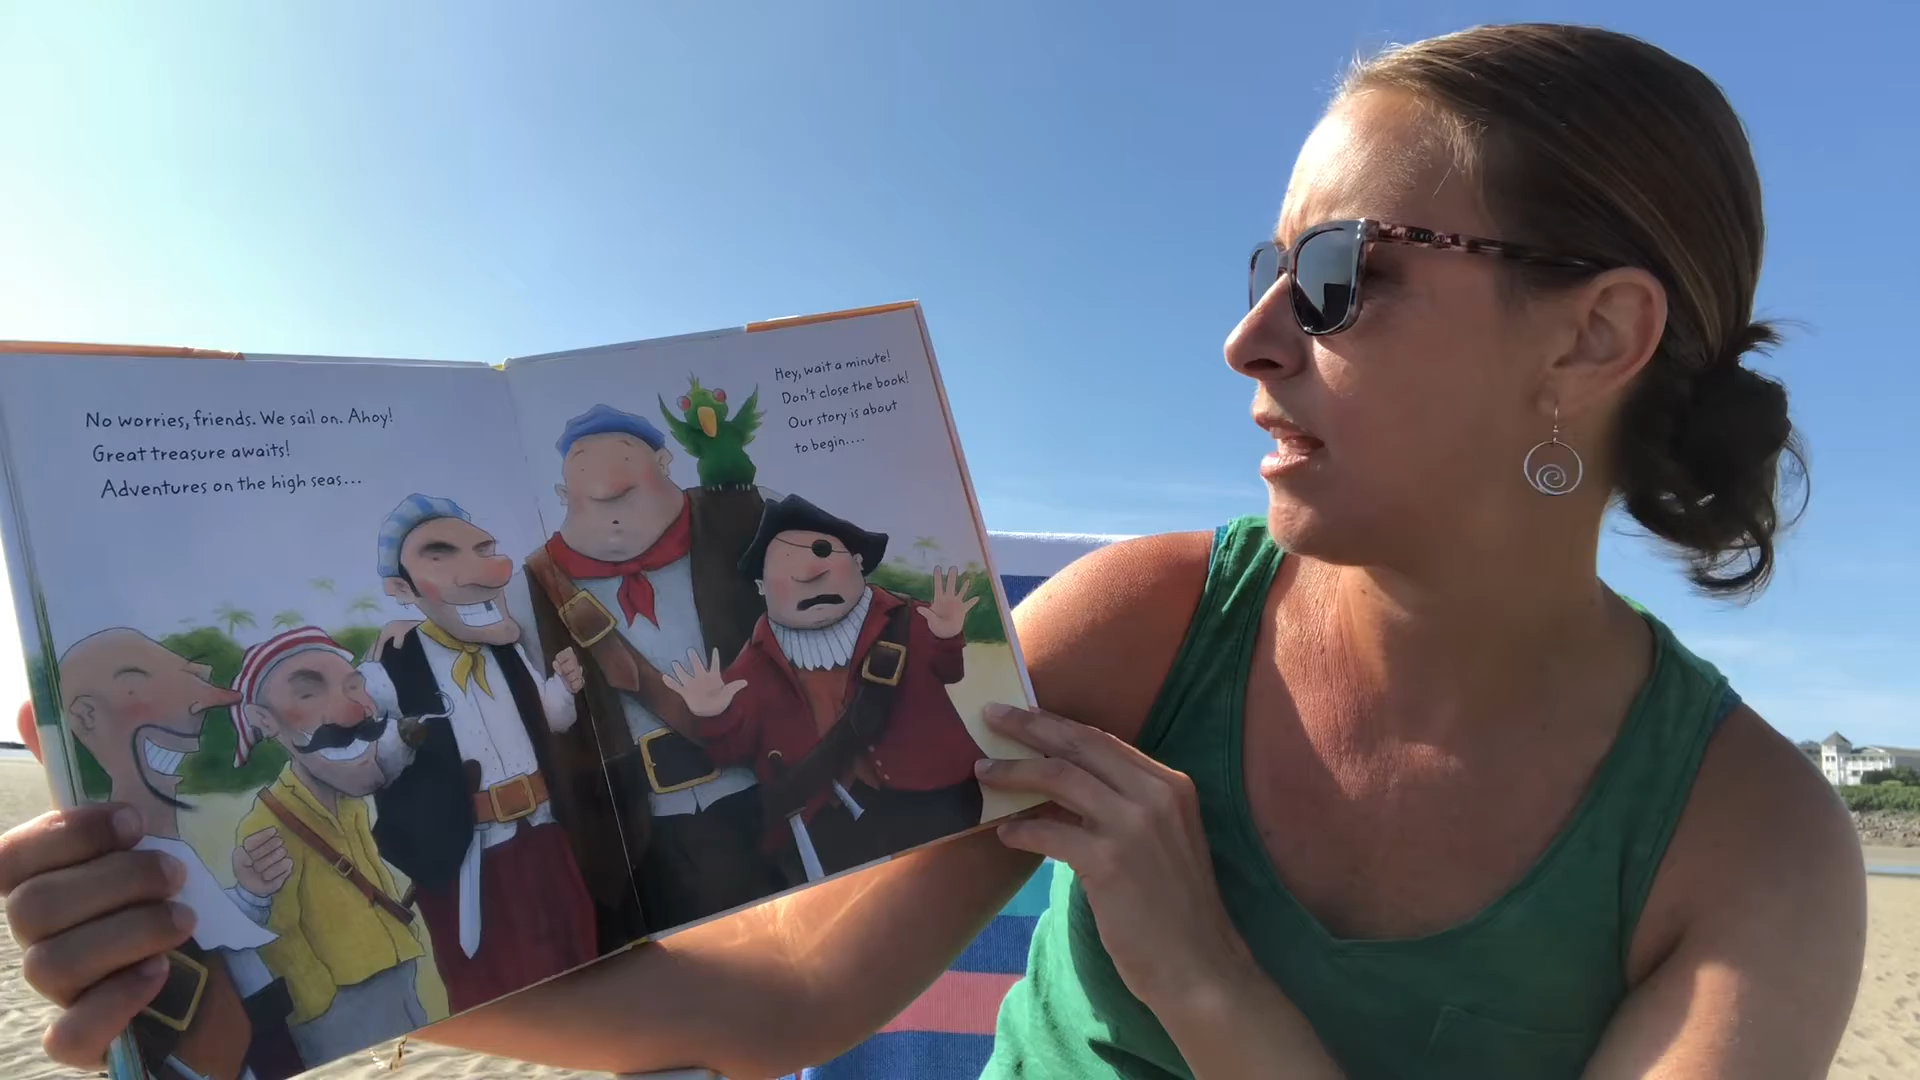 No worries, friends. We sail on. Ahoy!
Great treasure awaits!
Adventures on the high seas...
Hey, wait a minute!
Don't close the book!
Our story is about
to begin....